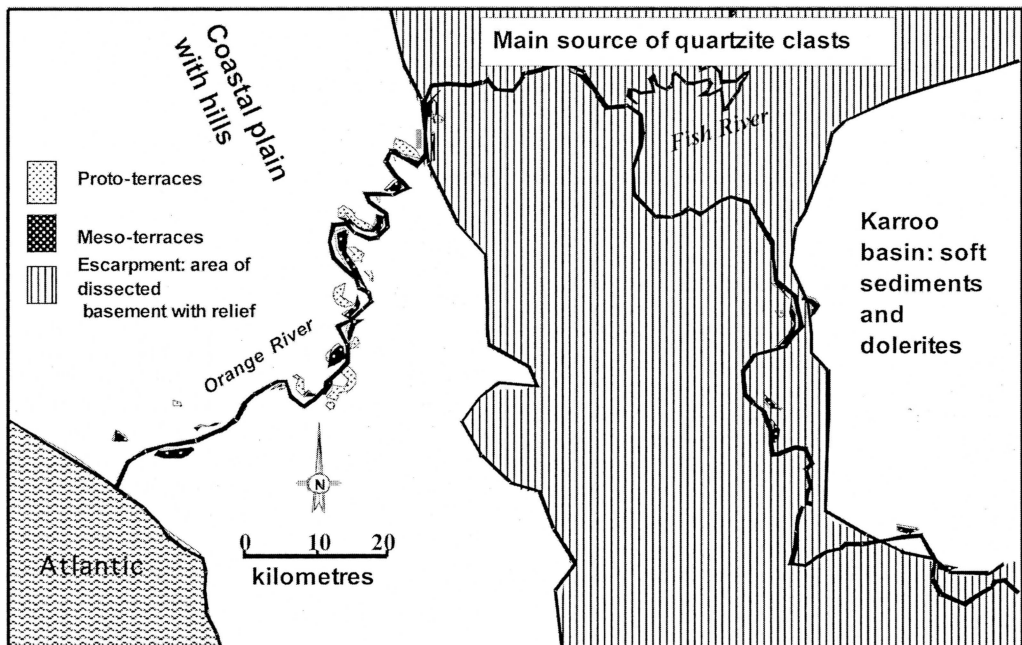 Main source of quartzite clasts
Coastal plain
with hills
Fish River
Proto-terraces
Meso-terraces
Escarpment: area of
dissected
basement with relief
Karroo
basin: soft
sediments
and
dolerites
Orange River
N
0 10 20
kilometres
Atlantic